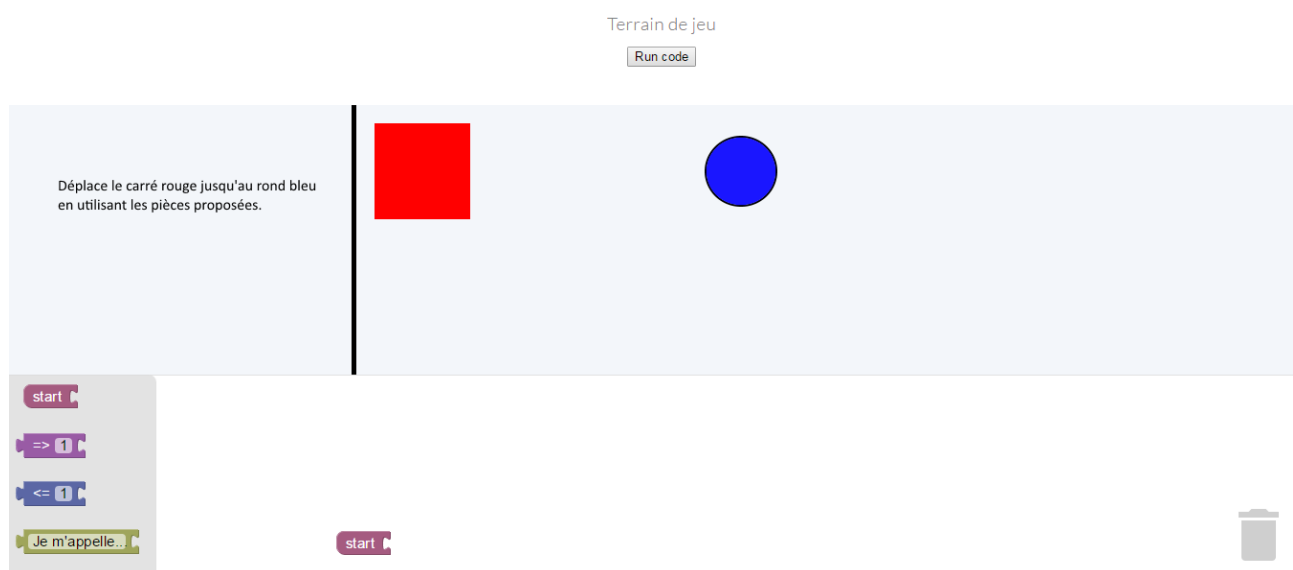 Terrain de jeu
Run code
Déplace le carré rouge jusqu'au rond bleu
en utilisant les pièces proposées.
start
=> 1
<= 1
Je m'appelle...
start